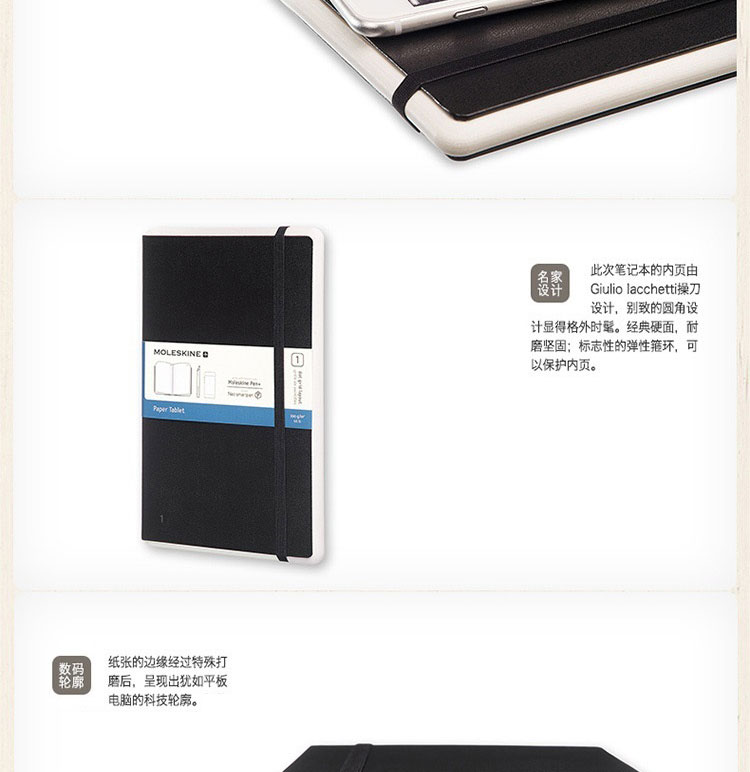 名家
设计
此次笔记本的内页由
Giulio lacchetti操刀
设计，别致的圆角设
计显得格外时髦。经典硬面，耐
磨坚固；标志性的弹性箍环，可
以保护内页。
MOLESKINE
1
Moleskine Pen+
Paper Tablet
1
数码
轮廓
纸张的边缘经过特殊打
磨后，呈现出犹如平板
电脑的科技轮廓。